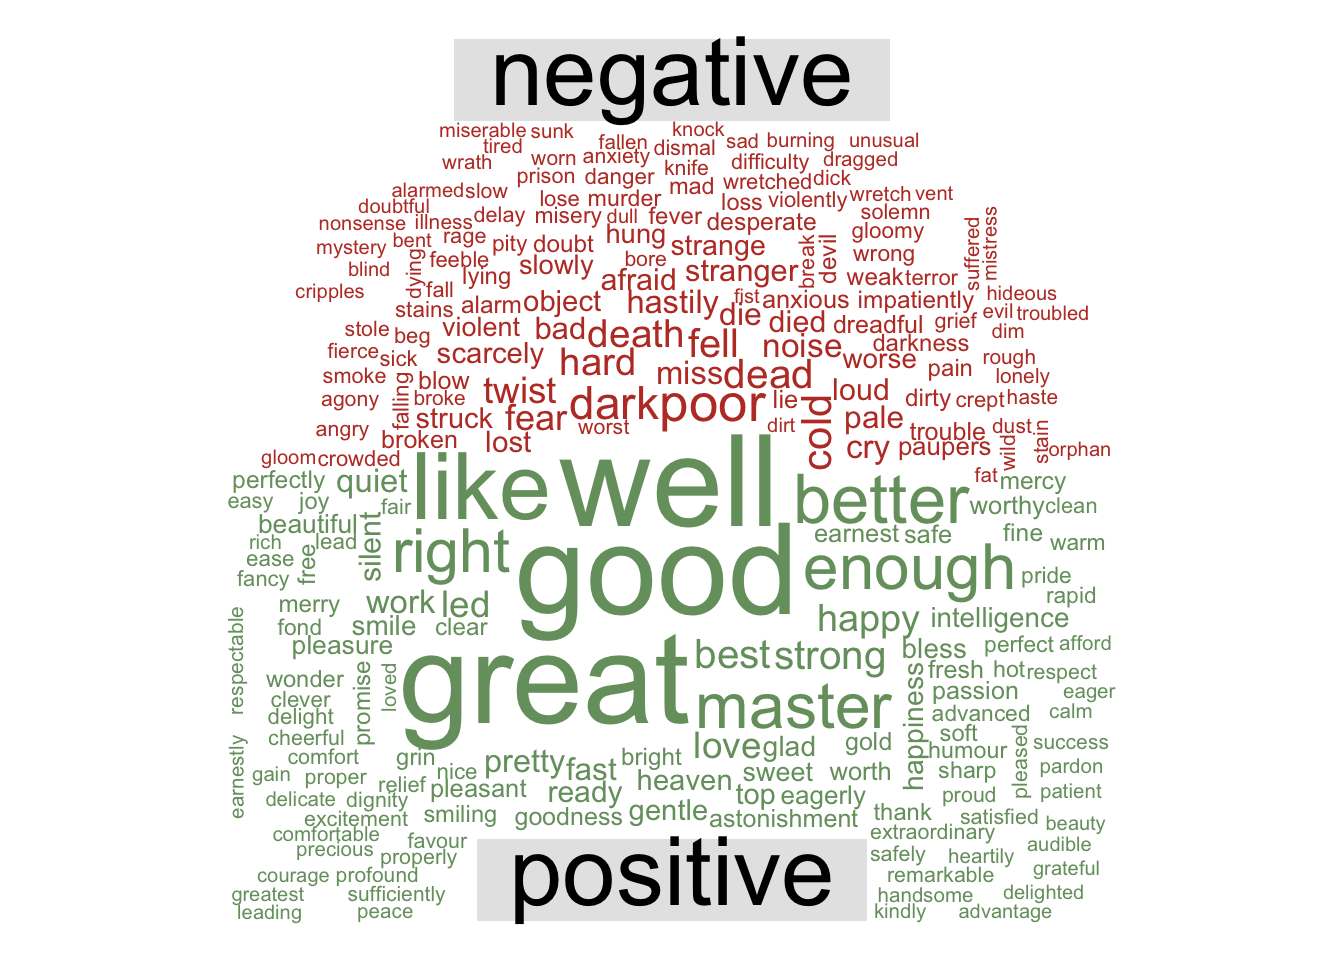 negative
miserable sunk knock
tired fallen dismal sad burning unusual
wrath worn anxiety knife difficulty dragged
prison danger mad wretched dick
alarmed slow lose murder loss violently wretch vent
doubtful solemn
nonsense illness delay misery dull fever desperate
mystery bent rage pity doubt hung strange break devil gloomy suffered mistress
blind dying feeble slowly bore wrong
cripples fall lying afraid stranger weak terror
stains alarm object hastily fist anxious impatiently hideous
stole beg violent bad death die died dreadful grief evil troubled
dim
fierce sick scarcely hard fell noise worse darkness rough
smoke blow twist miss dead loud pain lonely
agony falling broke dark poor lie cold dirty crept haste
angry struck fear worst dirt pale trouble dust wild stain
gloom crowded broken lost cry paupers orphan
fat
perfectly quiet like well better mercy
easy joy fair worthy clean
beautiful silent right good earnest safe fine
rich lead free enough warm
ease
fancy pride
merry work led rapid
fond smile clear happy intelligence
respectable pleasure great best strong bless perfect afford
wonder promise loved happiness fresh hot respect
clever master passion eager
delight advanced calm
cheerful love glad gold soft
earnestly comfort grin pretty fast bright humour pleased success
gain proper nice heaven sweet worth sharp pardon
relief pleasant ready top eagerly proud patient
delicate dignity
excitement smiling goodness gentle astonishment thank satisfied beauty
comfortable favour extraordinary audible
precious properly positive safely heartily
courage profound remarkable grateful
greatest sufficiently handsome delighted
leading peace kindly advantage